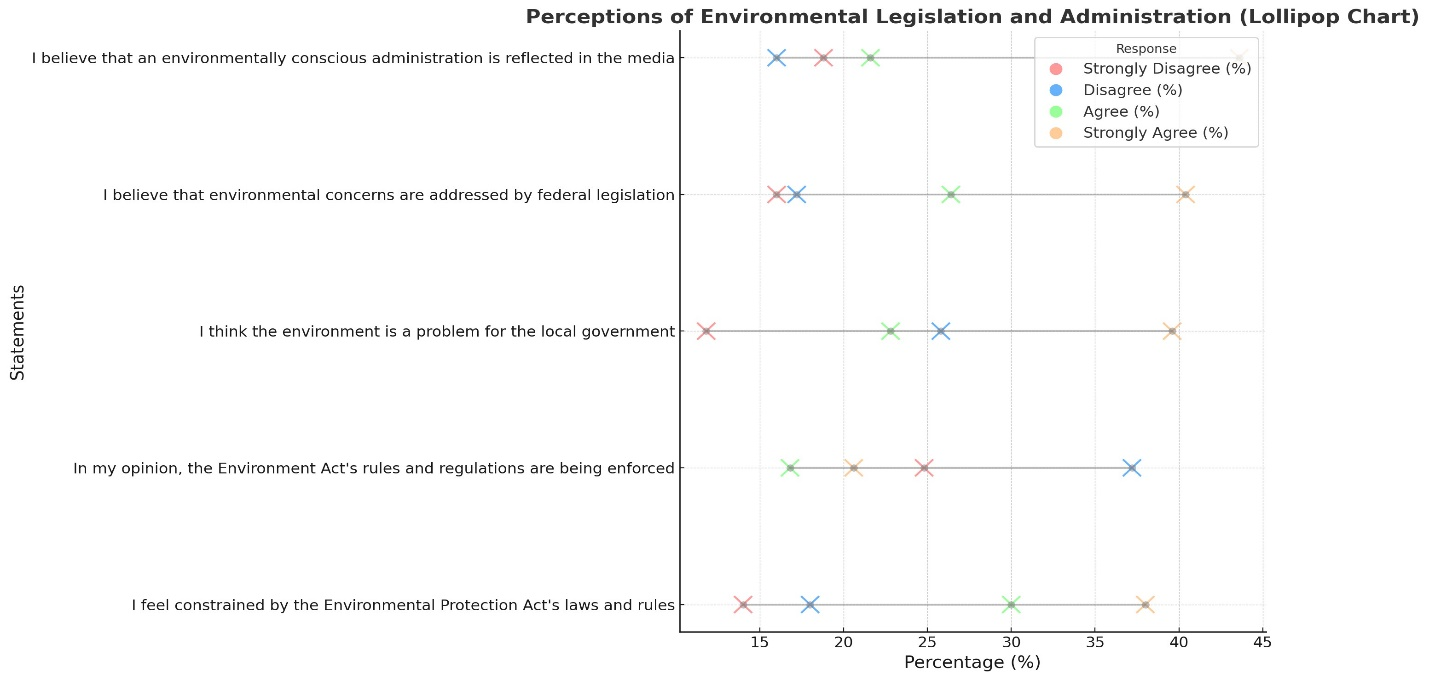 Perceptions of Environmental Legislation and Administration (Lollipop Chart)
I believe that an environmentally conscious administration is reflected in the media
I believe that environmental concerns are addressed by federal legislation
I think the environment is a problem for the local government
In my opinion, the Environment Act's rules and regulations are being enforced
I feel constrained by the Environmental Protection Act's laws and rules
Statements
Response
Strongly Disagree (%)
Disagree (%)
Agree (%)
Strongly Agree (%)
15 20 25 30 35 40 45
Percentage (%)